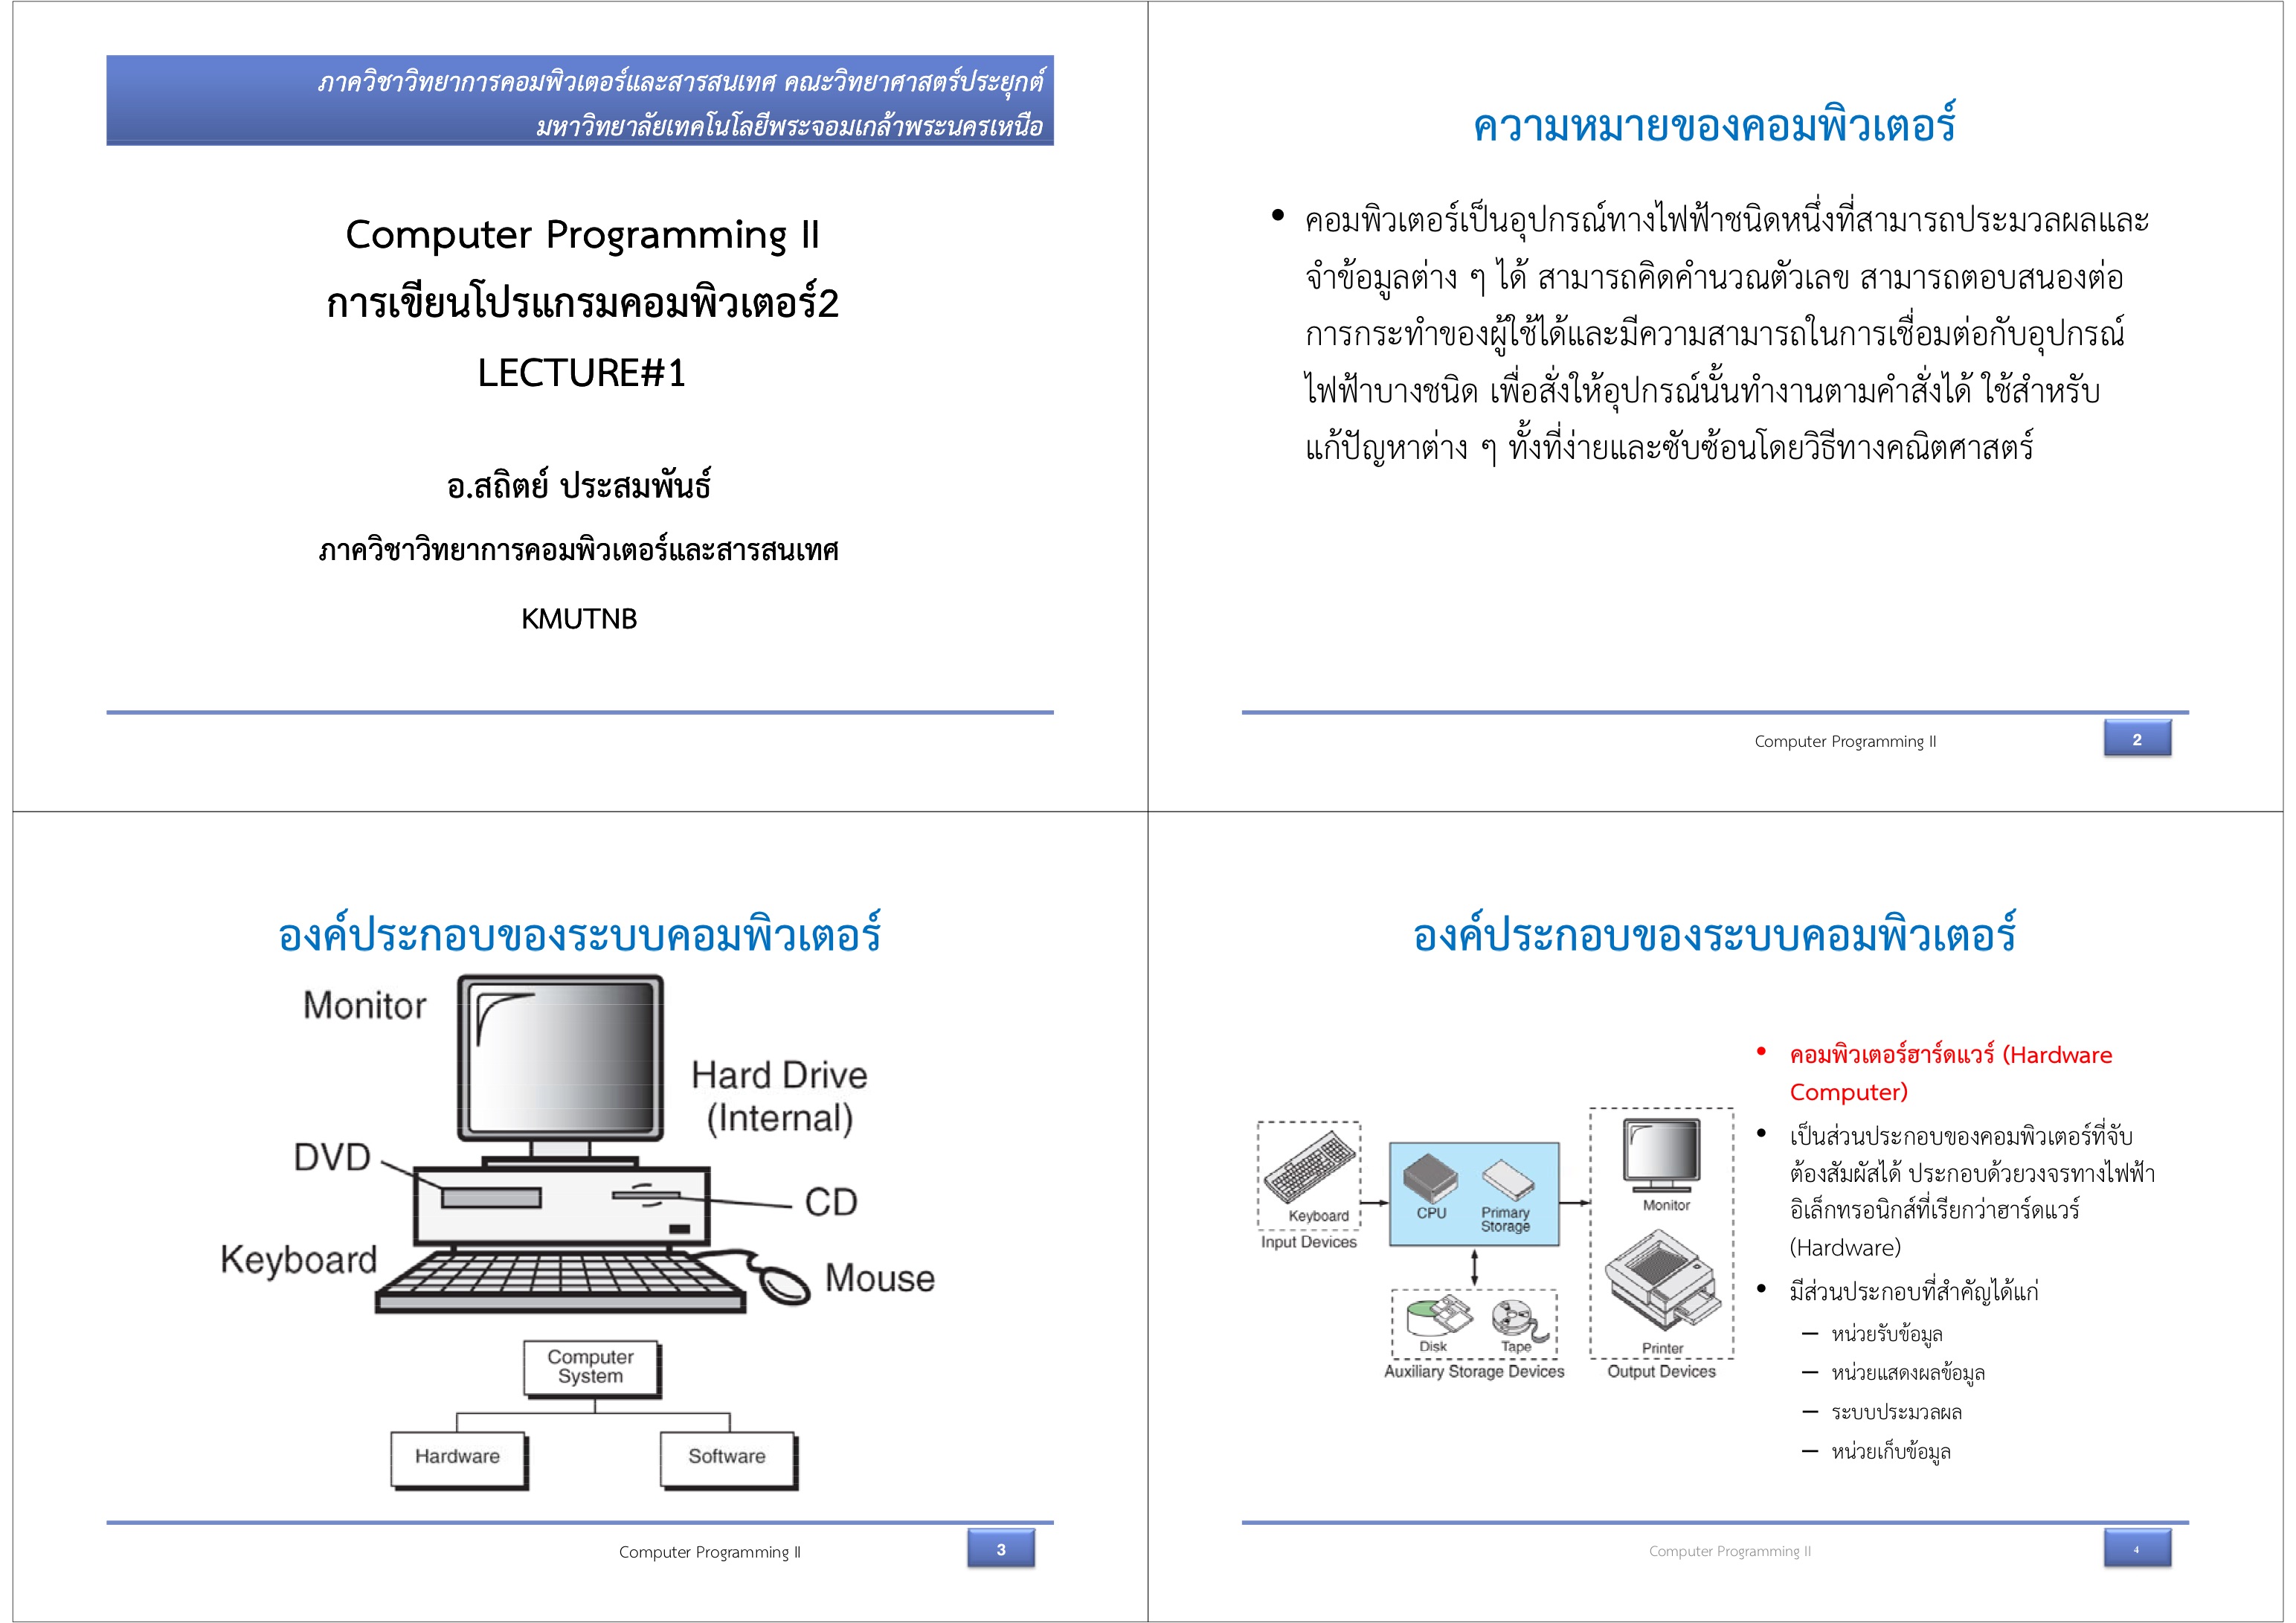 ภาควิชาวิทยาการคอมพิวเตอร์และสารสนเทศ คณะวิทยาศาสตร์ประยุกต์
มหาวิทยาลัยเทคโนโลยีพระจอมเกล้าพระนครเหนือ
Computer Programming II
การเขียนโปรแกรมคอมพิวเตอร์2
LECTURE#1
อ.สถิตย์ ประสมพันธ์
ภาควิชาวิทยาการคอมพิวเตอร์และสารสนเทศ
KMUTNB
ความหมายของคอมพิวเตอร์
• คอมพิวเตอร์เป็นอุปกรณ์ทางไฟฟ้าชนิดหนึ่งที่สามารถประมวลผลและ
จำข้อมูลต่าง ๆ ได้ สามารถคิดคำนวณตัวเลข สามารถตอบสนองต่อ
การกระทำของผู้ใช้ได้และมีความสามารถในการเชื่อมต่อกับอุปกรณ์
ไฟฟ้าบางชนิด เพื่อสั่งให้อุปกรณ์นั้นทำงานตามคำสั่งได้ ใช้สำหรับ
แก้ปัญหาต่าง ๆ ทั้งที่ง่ายและซับซ้อนโดยวิธีทางคณิตศาสตร์
Computer Programming II
2
องค์ประกอบของระบบคอมพิวเตอร์
Monitor
Hard Drive
(Internal)
DVD
CD
Keyboard
Mouse
Computer
System
Hardware
Software
Computer Programming II
3
องค์ประกอบของระบบคอมพิวเตอร์
Keyboard
Input Devices
CPU
Primary
Storage
Monitor
Printer
Output Devices
Disk
Tape
Auxiliary Storage Devices
• คอมพิวเตอร์ฮาร์ดแวร์ (Hardware
Computer)
• เป็นส่วนประกอบของคอมพิวเตอร์ที่จับ
ต้องสัมผัสได้ ประกอบด้วยวงจรทางไฟฟ้า
อิเล็กทรอนิกส์ที่เรียกว่าฮาร์ดแวร์
(Hardware)
• มีส่วนประกอบที่สำคัญได้แก่
– หน่วยรับข้อมูล
– หน่วยแสดงผลข้อมูล
– ระบบประมวลผล
– หน่วยเก็บข้อมูล
Computer Programming II
4